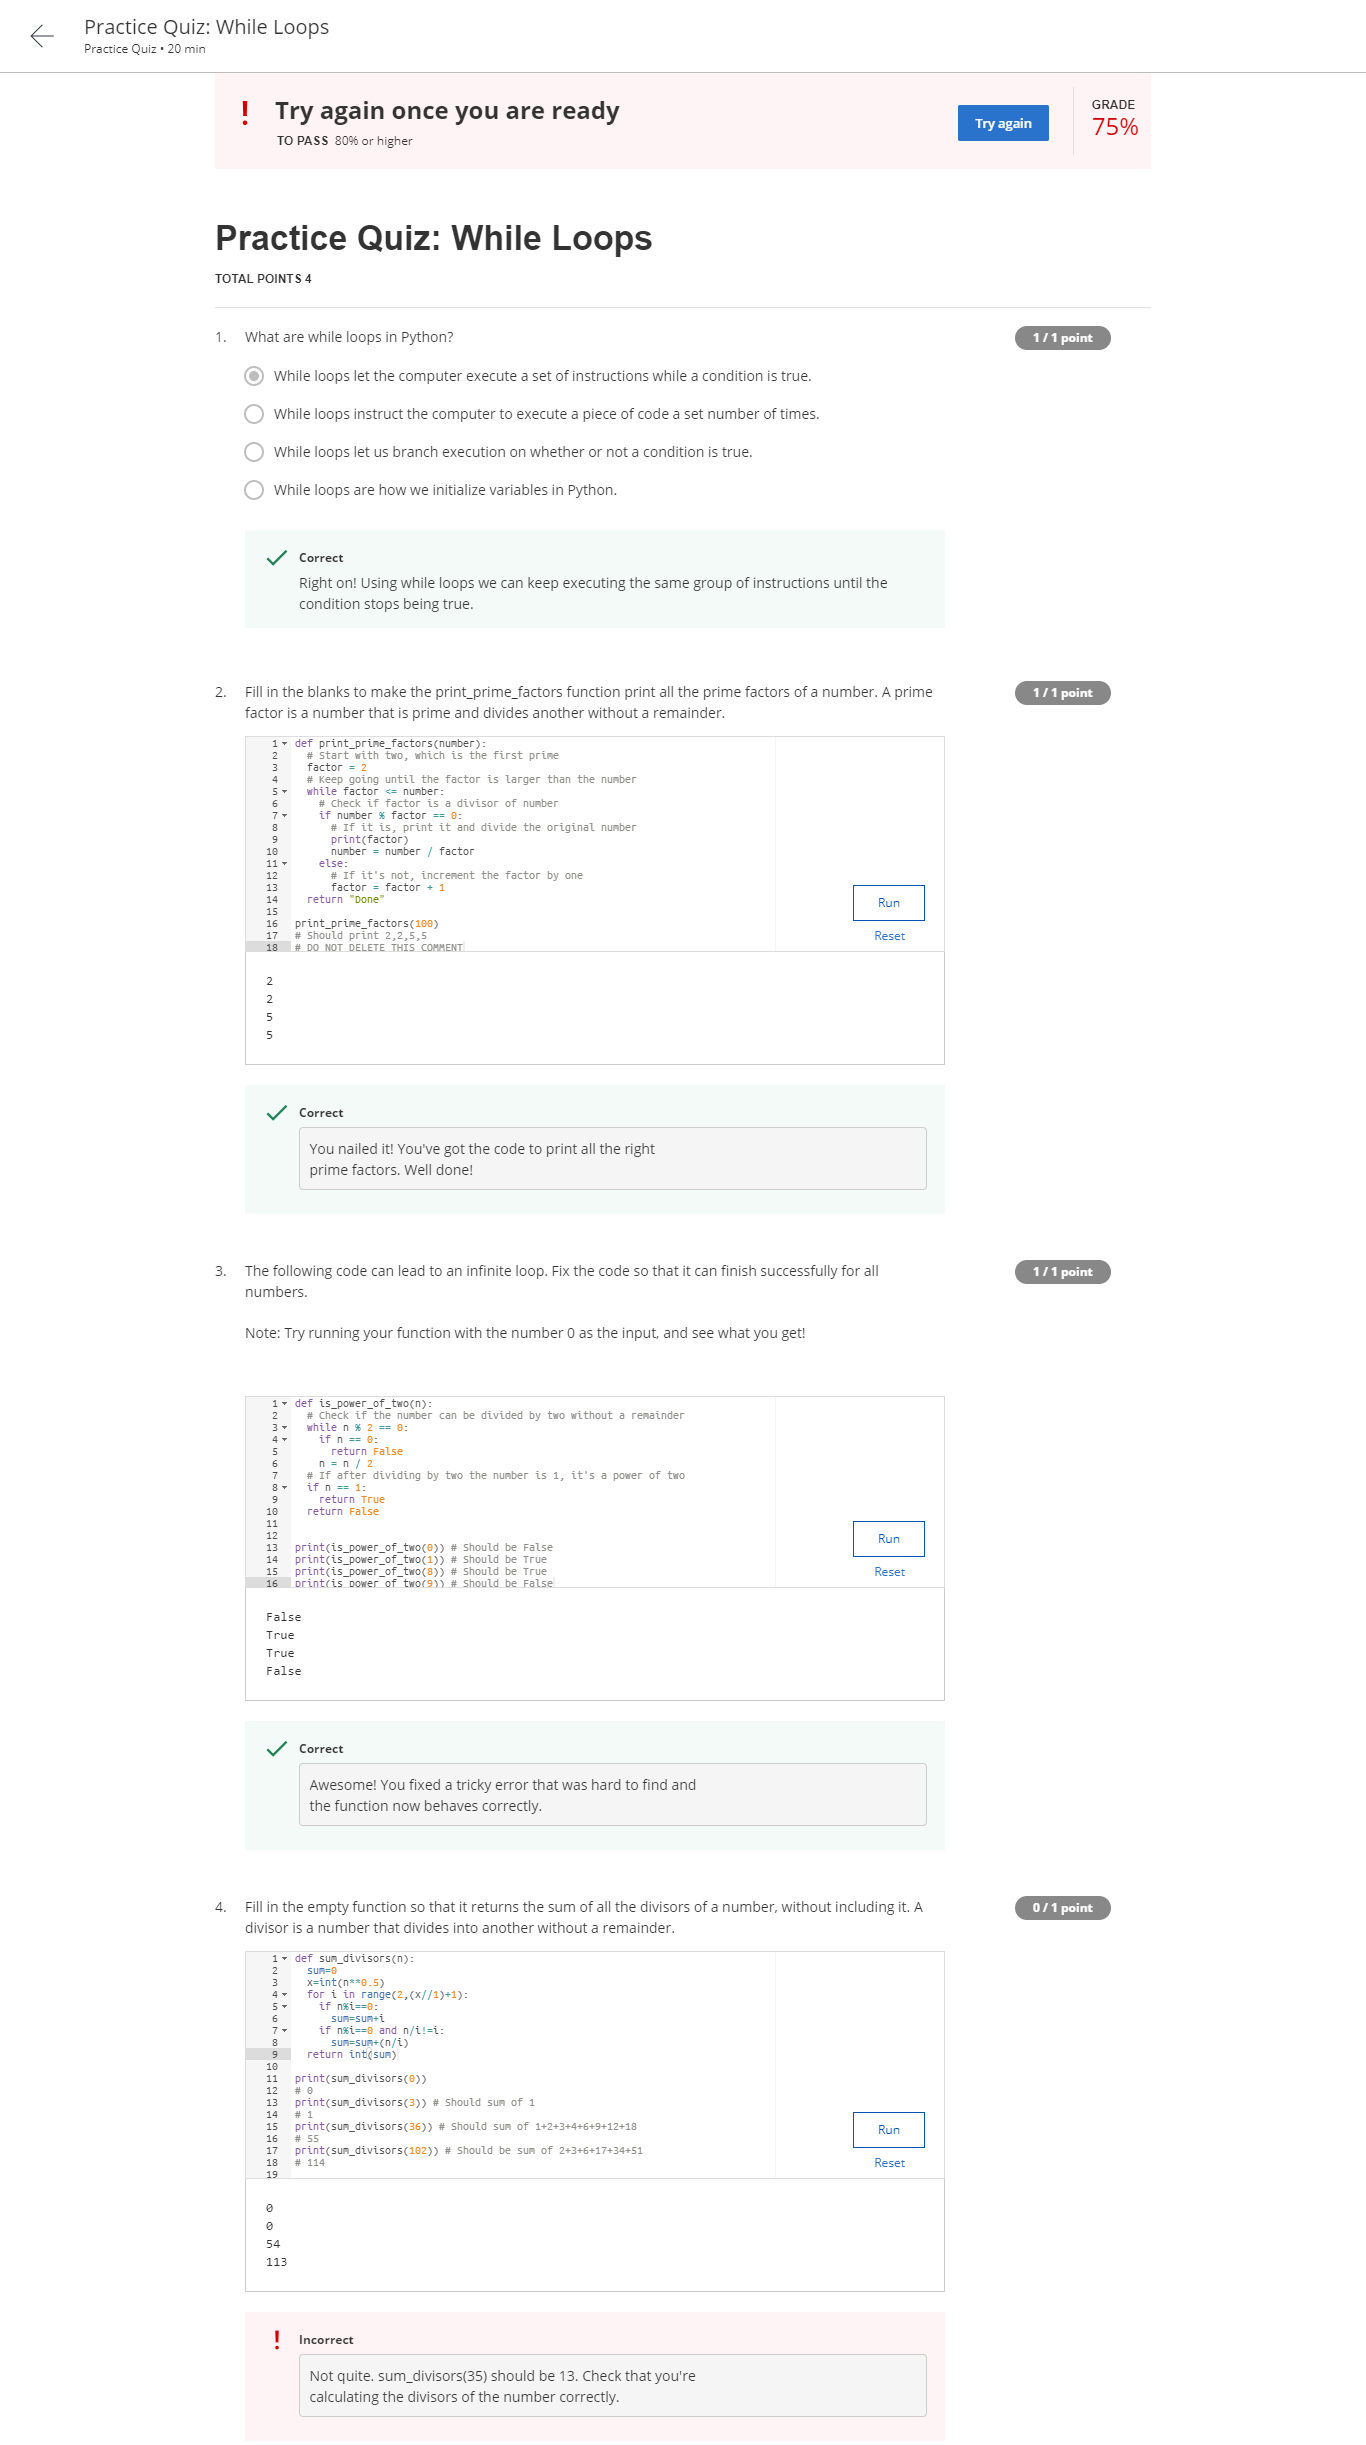 Practice Quiz: While Loops
Practice Quiz • 20 min
Try again once you are ready
TO PASS 80% or higher
Try again
GRADE
75%
Practice Quiz: While Loops
TOTAL POINTS 4
1. What are while loops in Python?
1 / 1 point
While loops let the computer execute a set of instructions while a condition is true.
While loops instruct the computer to execute a piece of code a set number of times.
While loops let us branch execution on whether or not a condition is true.
While loops are how we initialize variables in Python.
Correct
Right on! Using while loops we can keep executing the same group of instructions until the
condition stops being true.
2. Fill in the blanks to make the print_prime_factors function print all the prime factors of a number. A prime
factor is a number that is prime and divides another without a remainder.
1 / 1 point
1 def print_prime_factors(number):
2   # Start with two, which is the first prime
3   factor = 2
4   # Keep going until the factor is larger than the number
5   while factor <= number:
6     # Check if factor is a divisor of number
7     if number % factor == 0:
8       # If it is, print it and divide the original number
9       print(factor)
10       number = number / factor
11     else:
12       # If it's not, increment the factor by one
13       factor = factor + 1
14   return "Done"
15
16 print_prime_factors(100)
17 # Should print 2,2,5,5
18 # DO NOT DELETE THIS COMMENT
Run
Reset
2
2
5
5
Correct
You nailed it! You've got the code to print all the right
prime factors. Well done!
3. The following code can lead to an infinite loop. Fix the code so that it can finish successfully for all
numbers.
1 / 1 point
Note: Try running your function with the number 0 as the input, and see what you get!
1 def is_power_of_two(n):
2   # Check if the number can be divided by two without a remainder
3   while n % 2 == 0:
4     if n == 0:
5       return False
6     n = n / 2
7   # If after dividing by two the number is 1, it's a power of two
8   if n == 1:
9     return True
10   return False
11
12
13 print(is_power_of_two(0)) # Should be False
14 print(is_power_of_two(1)) # Should be True
15 print(is_power_of_two(8)) # Should be True
16 print(is_power_of_two(9)) # Should be False
Run
Reset
False
True
True
False
Correct
Awesome! You fixed a tricky error that was hard to find and
the function now behaves correctly.
4. Fill in the empty function so that it returns the sum of all the divisors of a number, without including it. A
divisor is a number that divides into another without a remainder.
0 / 1 point
1 def sum_divisors(n):
2   sum=0
3   x=int(n**0.5)
4   for i in range(2,(x//1)+1):
5     if n%i==0:
6       sum=sum+i
7     if n%i==0 and n/i!=i:
8       sum=sum+(n/i)
9   return int(sum)
10
11 print(sum_divisors(0))
12 # 0
13 print(sum_divisors(3)) # Should sum of 1
14 # 1
15 print(sum_divisors(36)) # Should sum of 1+2+3+4+6+9+12+18
16 # 55
17 print(sum_divisors(102)) # Should be sum of 2+3+6+17+34+51
18 # 114
19
Run
Reset
0
0
54
113
Incorrect
Not quite. sum_divisors(35) should be 13. Check that you're
calculating the divisors of the number correctly.